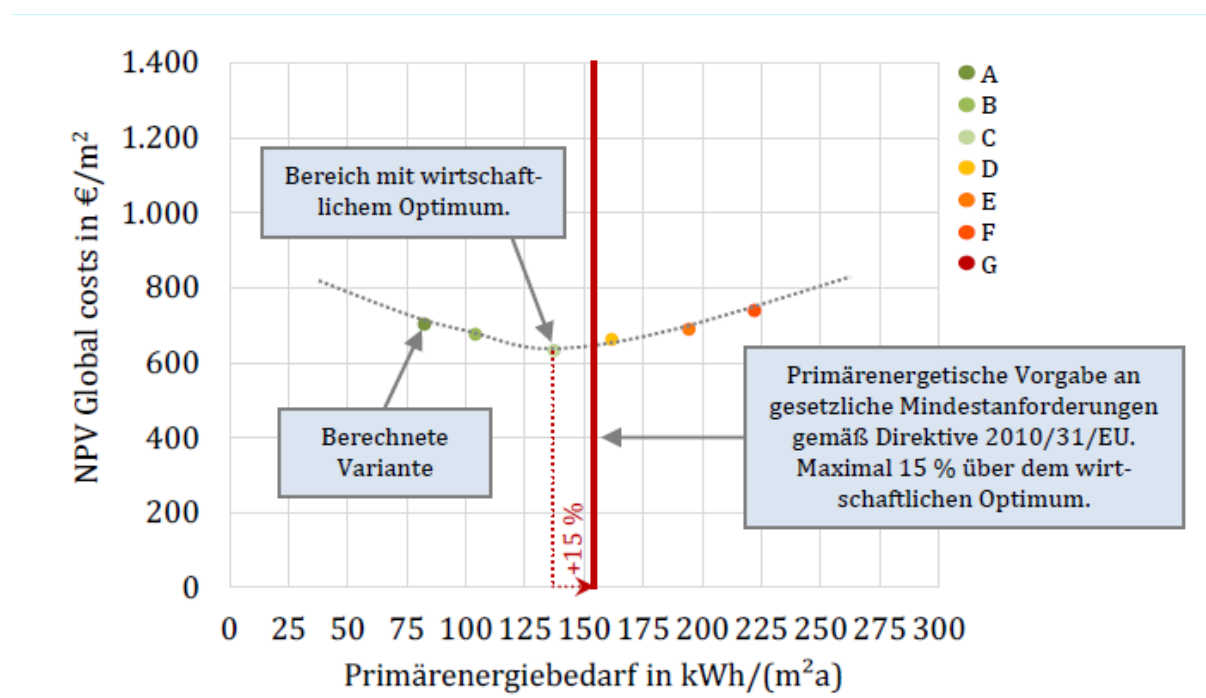 1.400
1.200
1.000
800
600
400
200
0
NPV Global costs in €/m²
0 25 50 75 100 125 150 175 200 225 250 275 300
Primärenergiebedarf in kWh/(m²a)
Bereich mit wirtschaft-
lichem Optimum.
Berechnete
Variante
+15 %
Primärenergetische Vorgabe an
gesetzliche Mindestanforderungen
gemäß Direktive 2010/31/EU.
Maximal 15 % über dem wirt-
schaftlichen Optimum.
A
B
C
D
E
F
G